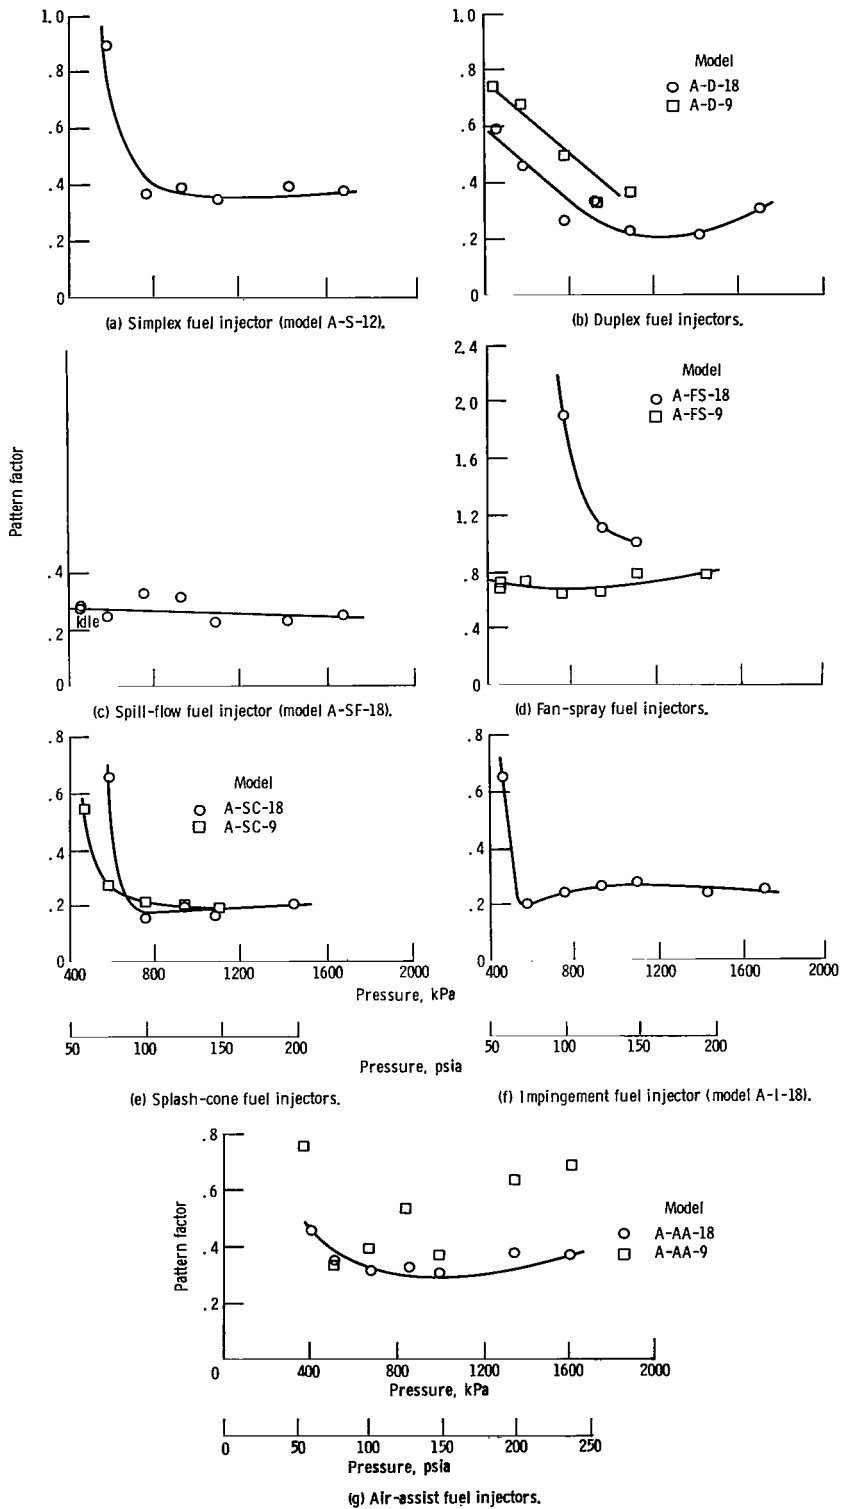 1.0
.8
.6
.4
.2
0
(a) Simplex fuel injector (model A-S-12).
1.0
.8
.6
.4
.2
0
Model
A-D-18
A-D-9
(b) Duplex fuel injectors.
Pattern factor
.4
.2
0
Idle
(c) Spill-flow fuel injector (model A-SF-18).
2.4
2.0
1.6
1.2
.8
.4
0
Model
A-FS-18
A-FS-9
(d) Fan-spray fuel injectors.
.8
.6
.4
.2
0
Model
A-SC-18
A-SC-9
400 800 1200 1600 2000
.8
.6
.4
.2
0
400 800 1200 1600 2000
Pressure, kPa
50 100 150 200
50 100 150 200
Pressure, psia
(e) Splash-cone fuel injectors.
(f) Impingement fuel injector (model A-I-18).
Pattern factor
.8
.6
.4
.2
0
Model
A-AA-18
A-AA-9
400 800 1200 1600 2000
Pressure, kPa
0 50 100 150 200 250
Pressure, psia
(g) Air-assist fuel injectors.